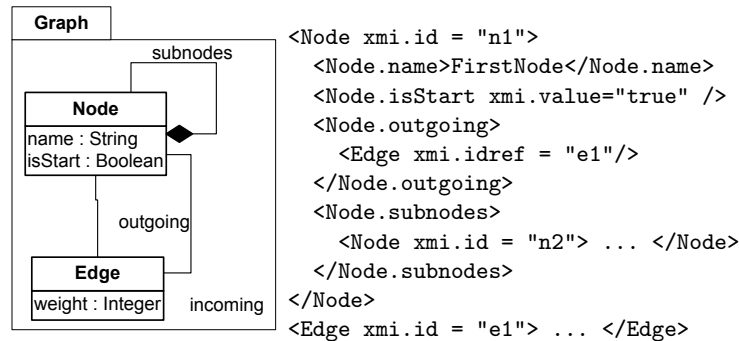 Graph
subnodes
Node
name : String
isStart : Boolean
outgoing
Edge
weight : Integer
incoming
<Node xmi.id = "n1">
<Node.name>FirstNode</Node.name>
<Node.isStart xmi.value="true" />
<Node.outgoing>
<Edge xmi.idref = "e1"/>
</Node.outgoing>
<Node.subnodes>
<Node xmi.id = "n2"> ... </Node>
</Node.subnodes>
</Node>
<Edge xmi.id = "e1"> ... </Edge>